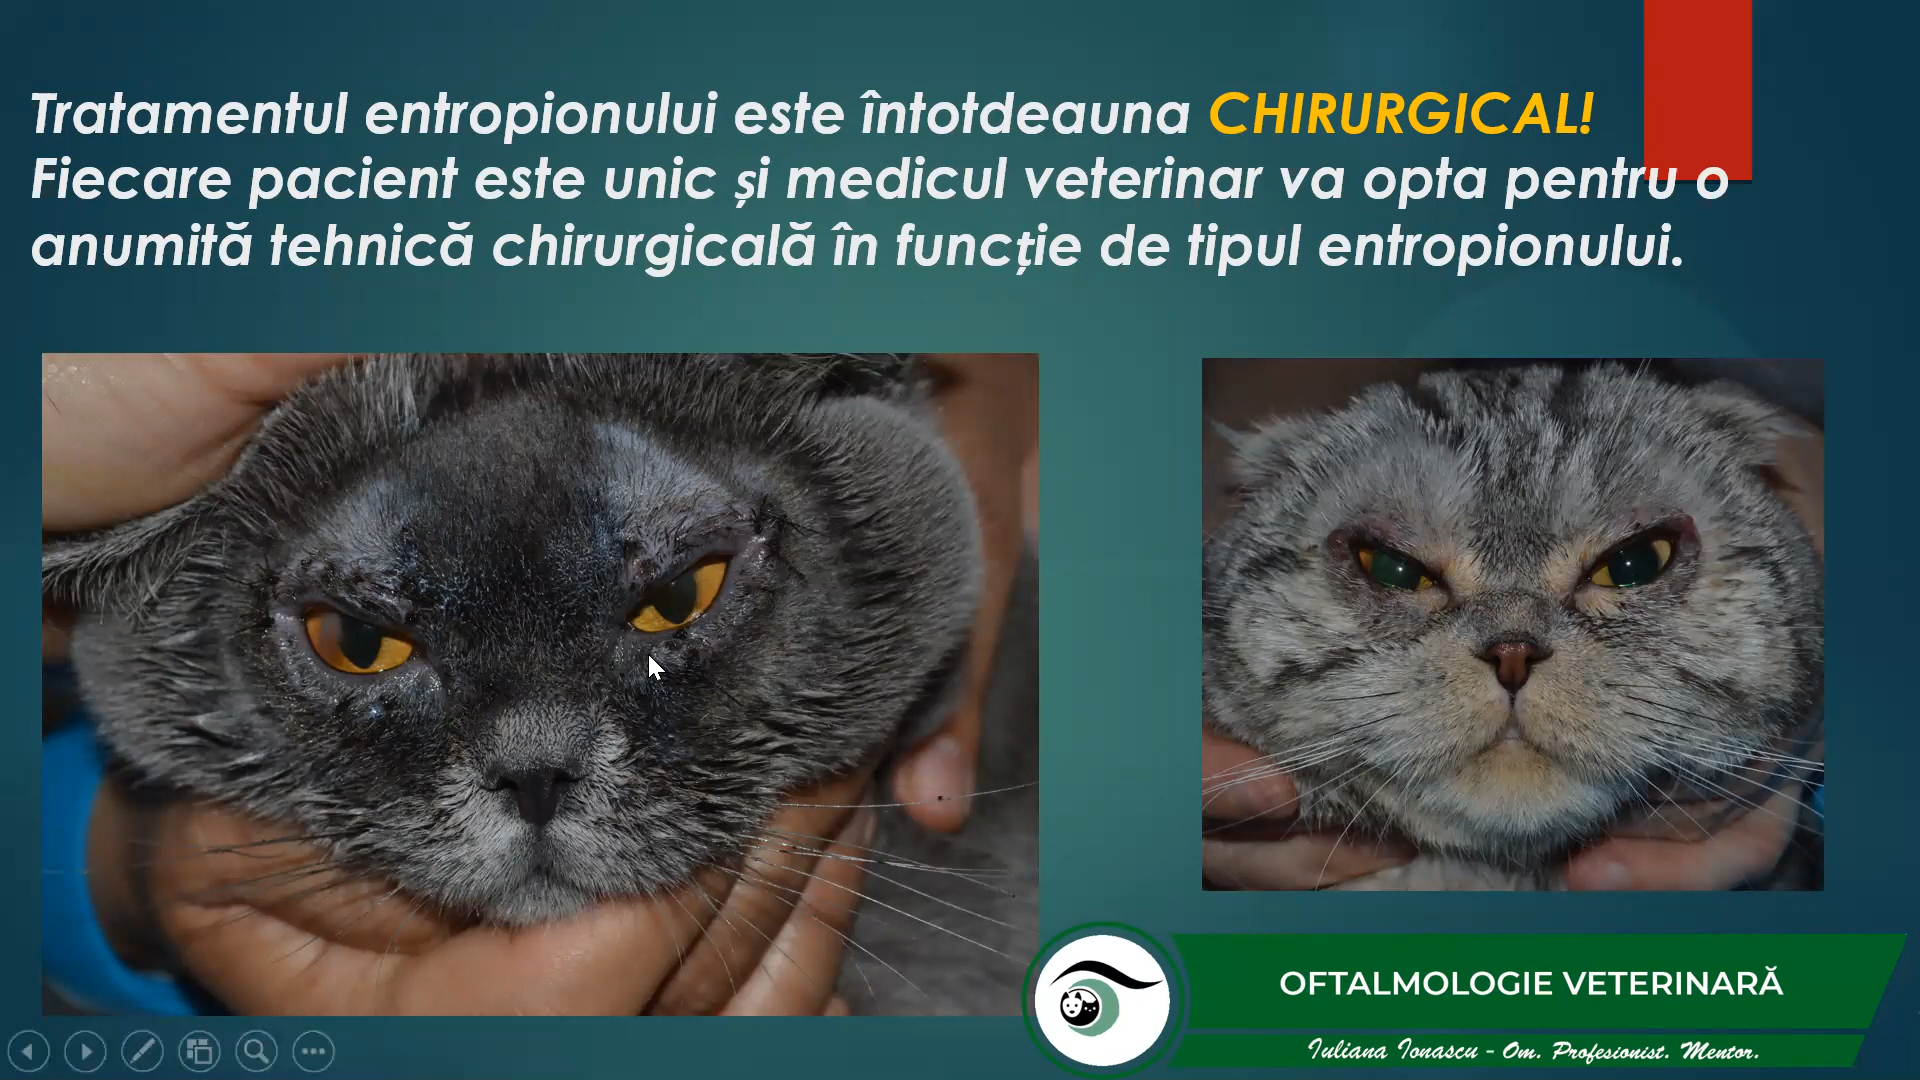 Tratamentul entropionului este întotdeauna CHIRURGICAL!
Fiecare pacient este unic și medicul veterinar va opta pentru o
anumită tehnică chirurgicală în funcție de tipul entropionului.
OFTALMOLOGIE VETERINARĂ
Iuliana Ionascu - Om. Profesionist. Mentor.